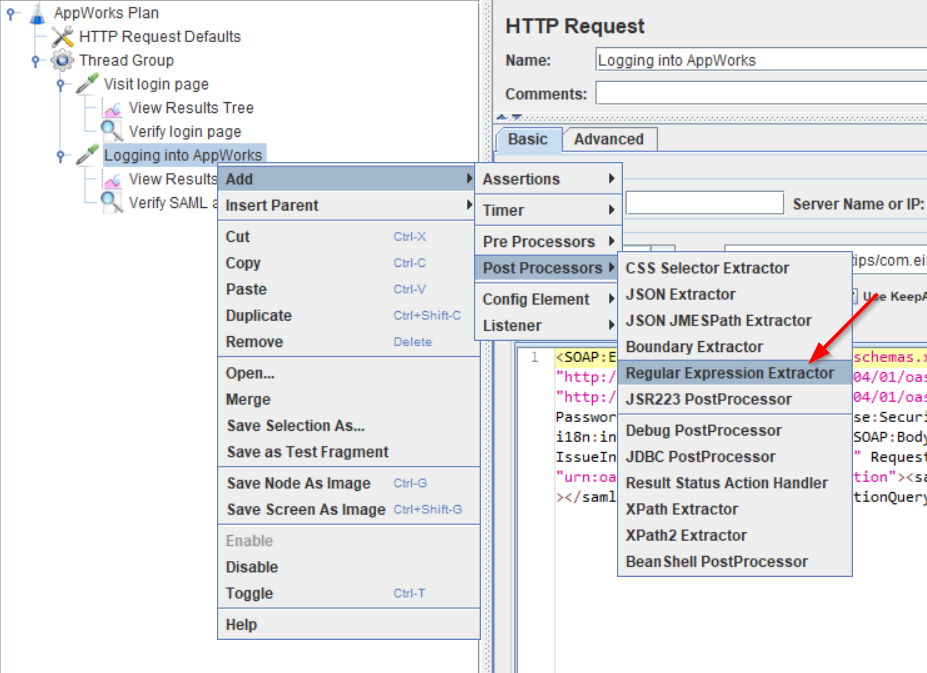 AppWorks Plan
HTTP Request Defaults
Thread Group
Visit login page
View Results Tree
Verify login page
Logging into AppWorks
View Results
Verify SAML
HTTP Request
Name: Logging into AppWorks
Comments:
Basic Advanced
Server Name or IP:
Add
Insert Parent
Cut Ctrl-X
Copy Ctrl-C
Paste Ctrl-V
Duplicate Ctrl+Shift-C
Remove Delete
Open...
Merge
Save Selection As...
Save as Test Fragment
Save Node As Image Ctrl-G
Save Screen As Image Ctrl+Shift-G
Enable
Disable
Toggle Ctrl-T
Help
Assertions
Timer
Pre Processors
Post Processors
Config Element
Listener
CSS Selector Extractor
JSON Extractor
JSON JMESPath Extractor
Boundary Extractor
Regular Expression Extractor
JSR223 PostProcessor
Debug PostProcessor
JDBC PostProcessor
Result Status Action Handler
XPath Extractor
XPath2 Extractor
BeanShell PostProcessor
tips/com.eil
Use KeepA
1 <SOAP:E schemas.x
"http:/ 04/01/oas
"http:/ 04/01/oas
Passwor se:Securi
i18n:in SOAP:Body
IssueIn " Request
"urn:oa tion"><sa
></saml tionQuery